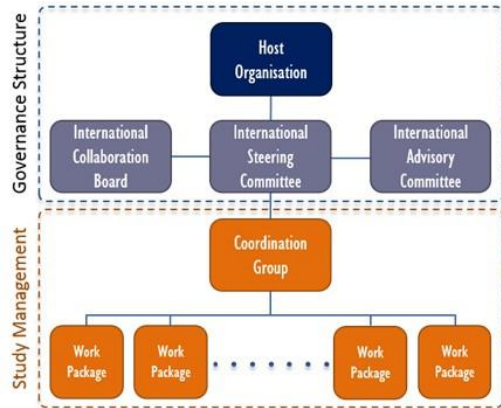 Governance Structure
Host
Organisation
International
Collaboration
Board
International
Steering
Committee
International
Advisory
Committee
Study Management
Coordination
Group
Work
Package
Work
Package
Work
Package
Work
Package